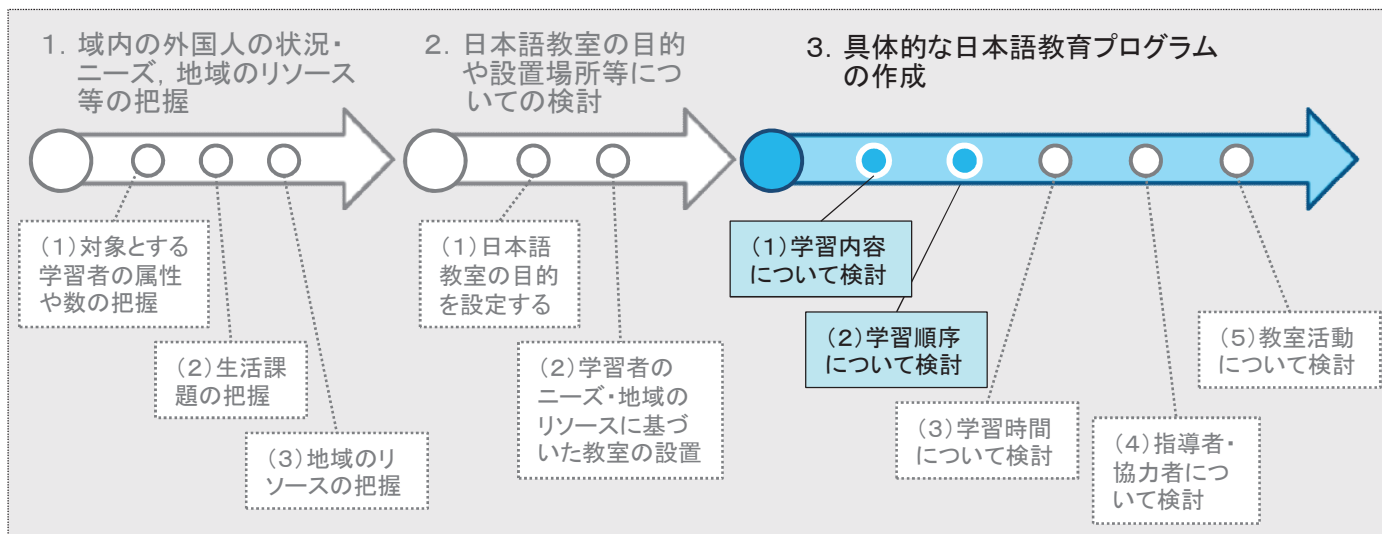 1．域内の外国人の状況・
ニーズ，地域のリソース
等の把握
2．日本語教室の目的
や設置場所等につ
いての検討
3．具体的な日本語教育プログラム
の作成
（1）対象とする
学習者の属性
や数の把握
（2）生活課
題の把握
（3）地域のリ
ソースの把握
（1）日本語
教室の目的
を設定する
（2）学習者の
ニーズ・地域の
リソースに基づ
いた教室の設置
（1）学習内容
について検討
（2）学習順序
について検討
（3）学習時間
について検討
（4）指導者・
協力者につ
いて検討
（5）教室活動
について検討